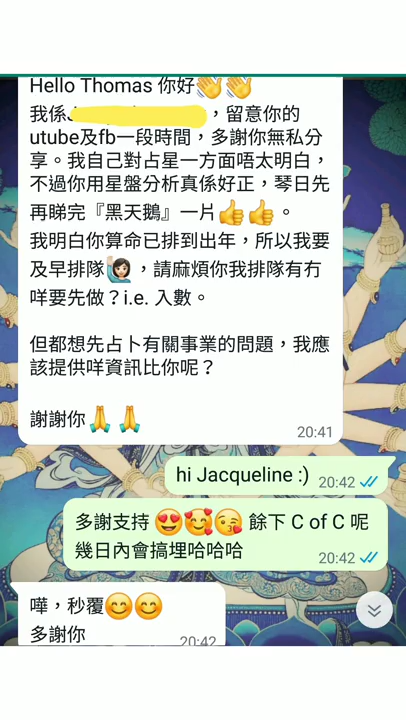 Hello Thomas 你好👋👋
我係 ，留意你的
utube及fb一段時間，多謝你無私分
享。我自己對占星一方面唔太明白，
不過你用星盤分析真係好正，琴日先
再睇完『黑天鵝』一片👍👍。
我明白你算命已排到出年，所以我要
及早排隊🙋🏻‍♀️，請麻煩你我排隊有冇
咩要先做？i.e. 入數。
但都想先占卜有關事業的問題，我應
該提供咩資訊比你呢？
謝謝你🙏🙏
20:41
hi Jacqueline :)
20:42
多謝支持 😍🥰😘 餘下 C of C 呢
幾日內會搞埋哈哈哈
20:42
嘩，秒覆😊😊
多謝你
20:42